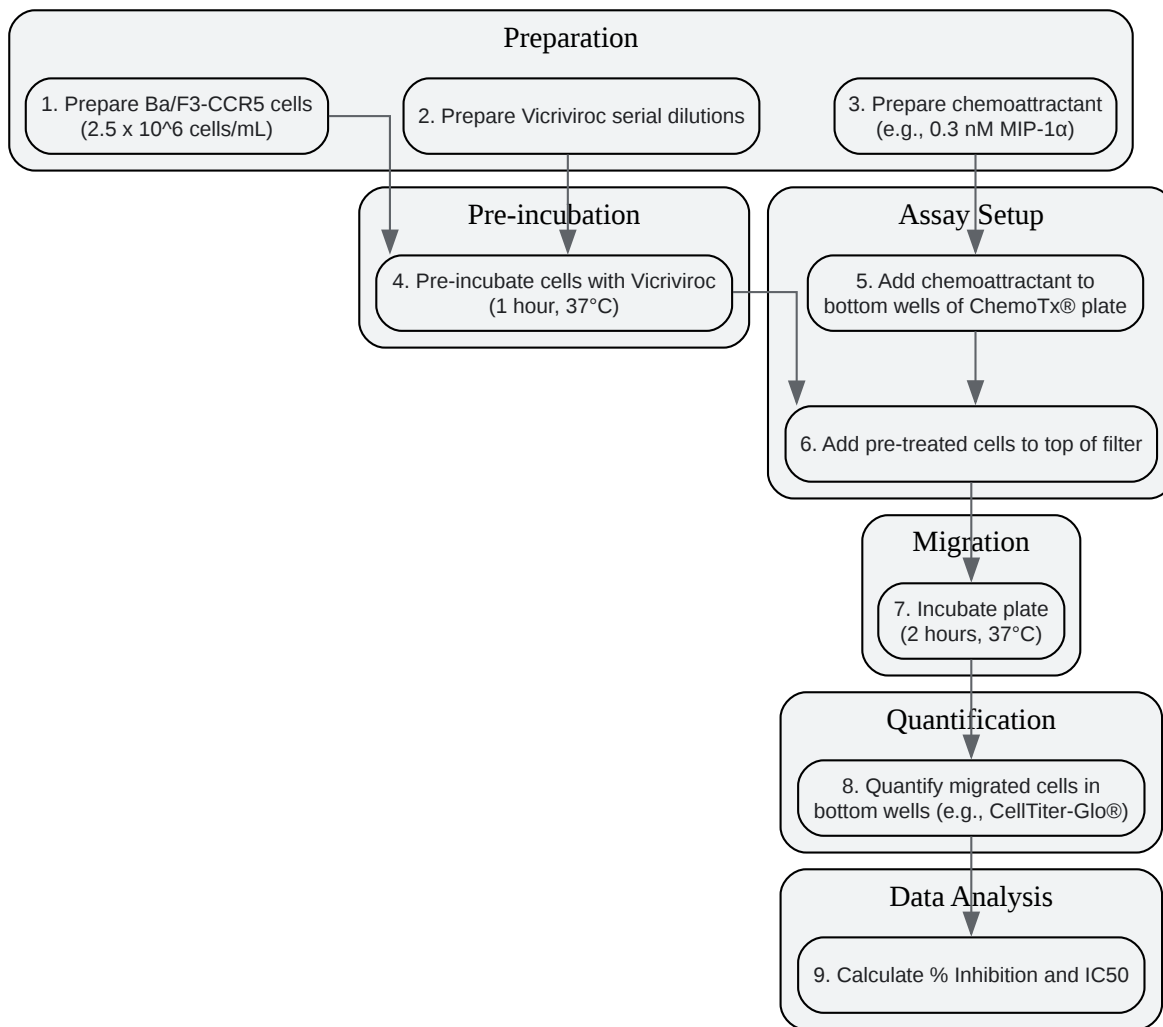 Preparation
1. Prepare Ba/F3-CCR5 cells
(2.5 x 10^6 cells/mL)
2. Prepare Vicriviroc serial dilutions
3. Prepare chemoattractant
(e.g., 0.3 nM MIP-1α)
Pre-incubation
4. Pre-incubate cells with Vicriviroc
(1 hour, 37°C)
Assay Setup
5. Add chemoattractant to
bottom wells of ChemoTx® plate
6. Add pre-treated cells to top of filter
Migration
7. Incubate plate
(2 hours, 37°C)
Quantification
8. Quantify migrated cells in
bottom wells (e.g., CellTiter-Glo®)
Data Analysis
9. Calculate % Inhibition and IC50